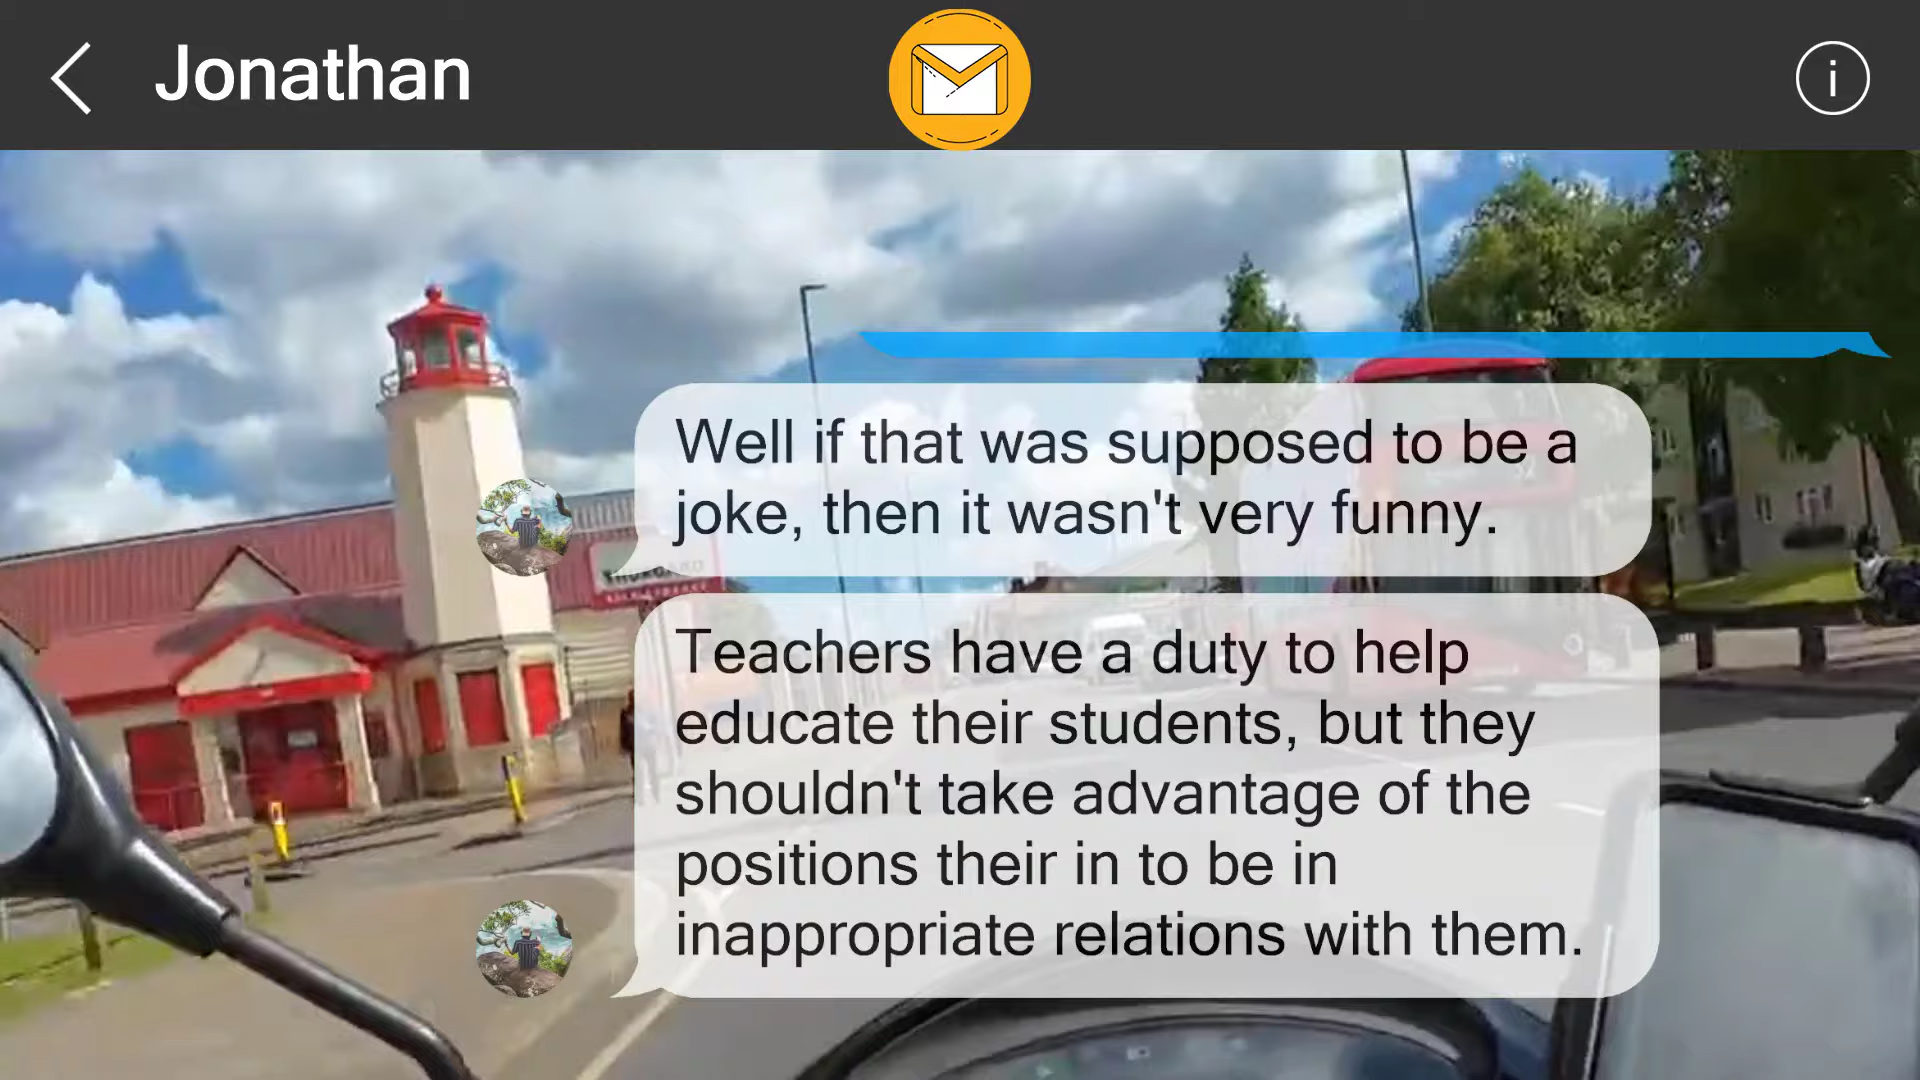 Jonathan
Well if that was supposed to be a
joke, then it wasn't very funny.
Teachers have a duty to help
educate their students, but they
shouldn't take advantage of the
positions their in to be in
inappropriate relations with them.